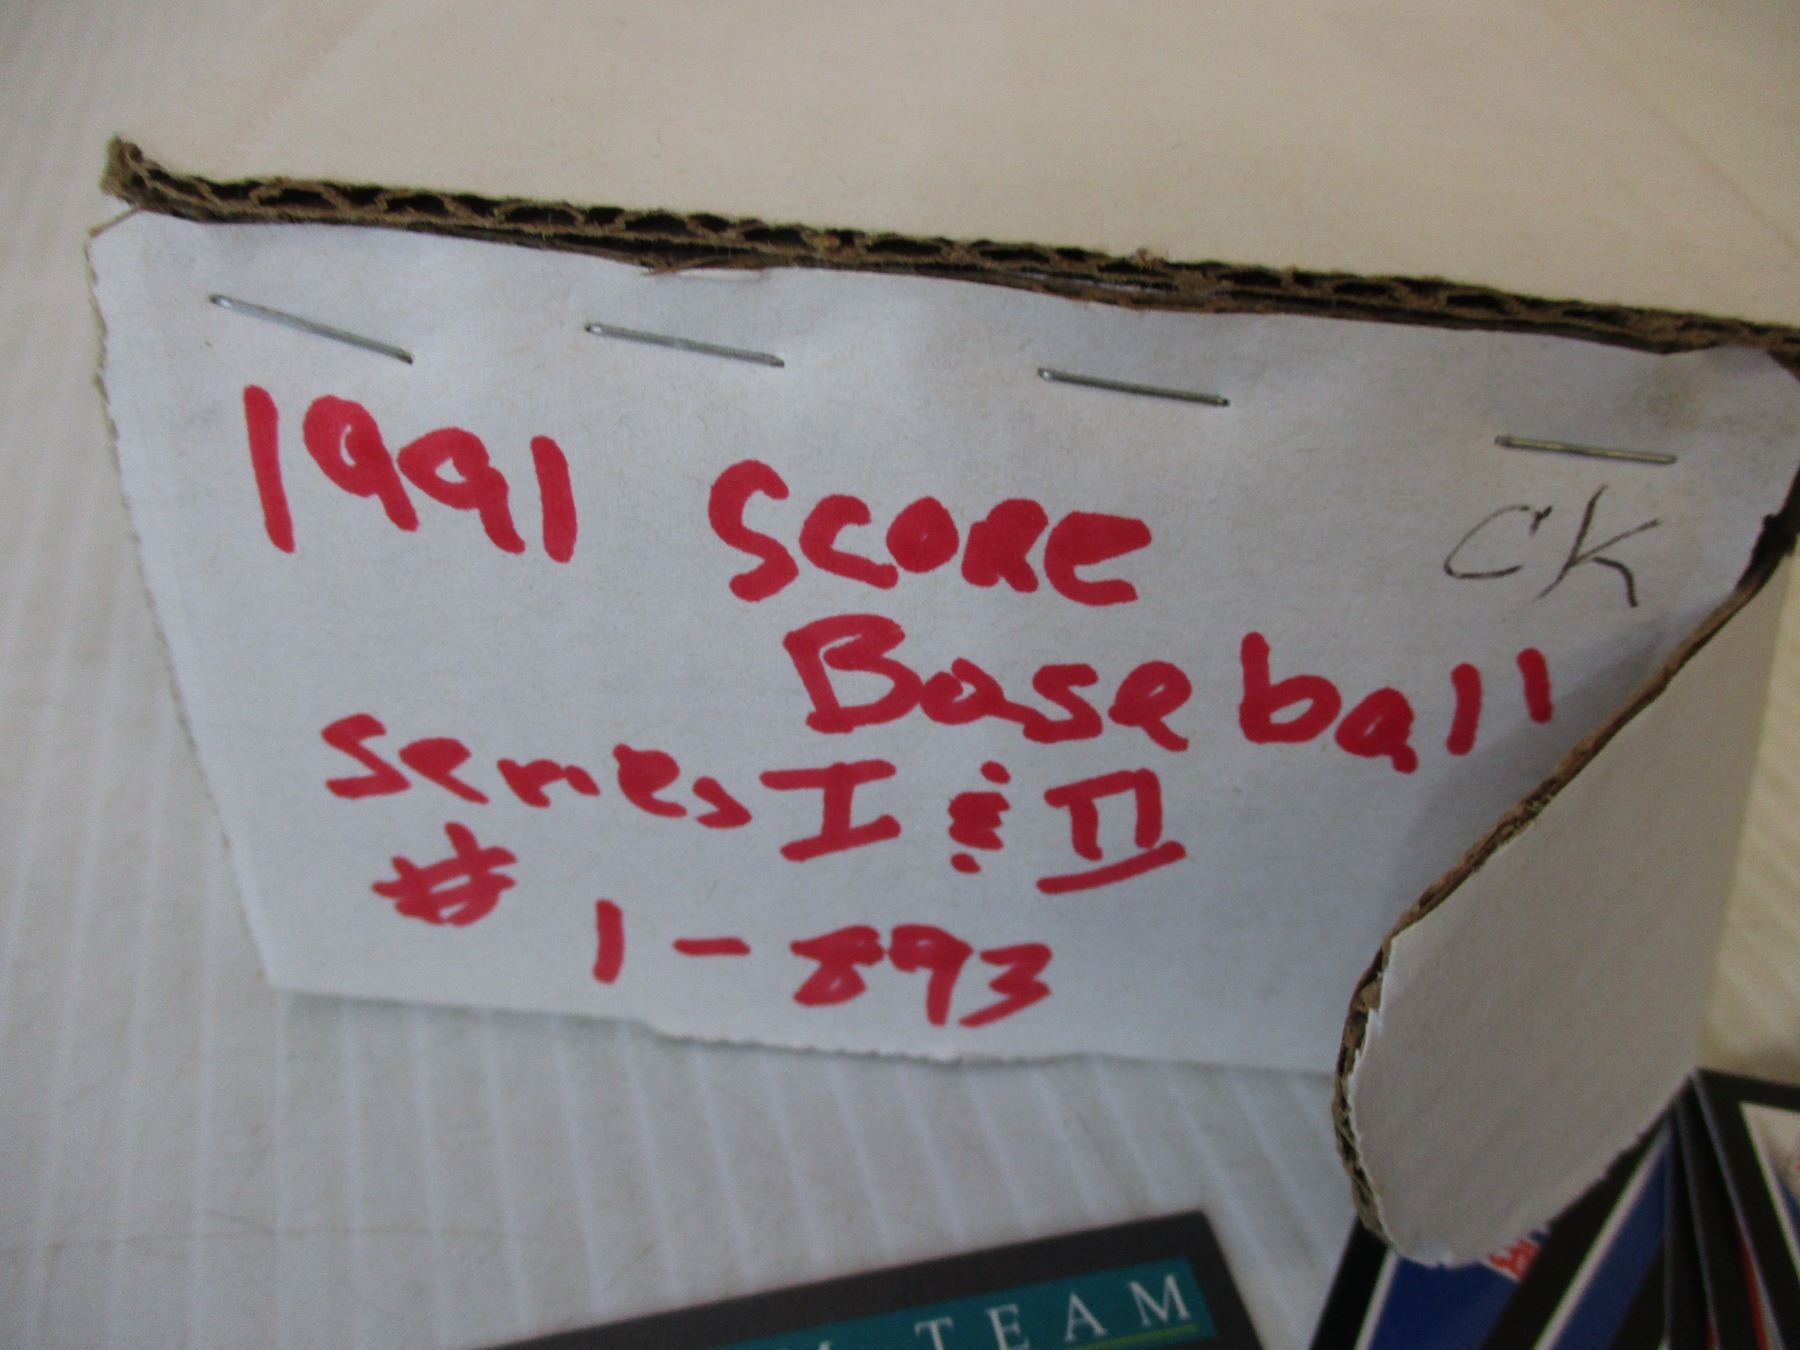 1991 SCORE
CK
Baseball
Series I & II
# 1 - 893
TEAM